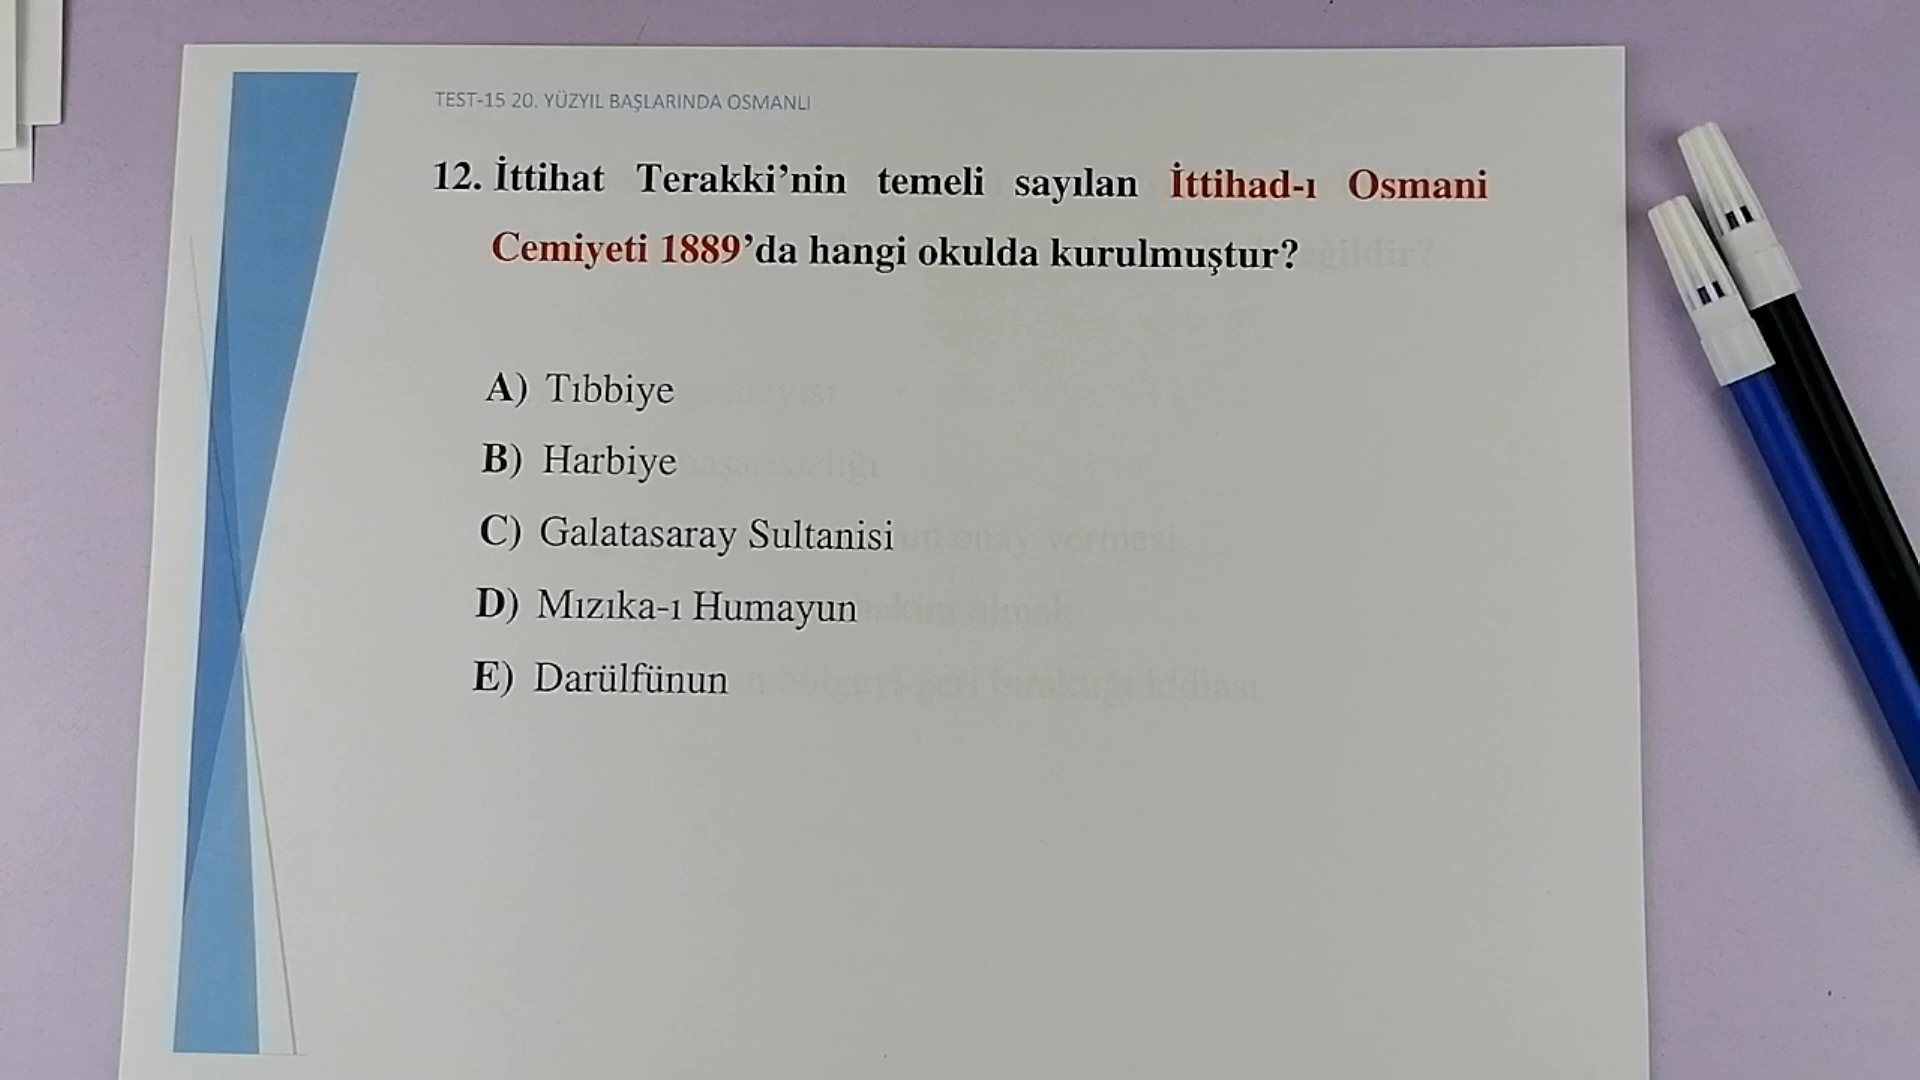 TEST-15 20. YÜZYIL BAŞLARINDA OSMANLI
12. İttihat Terakki’nin temeli sayılan İttihad-ı Osmani
Cemiyeti 1889’da hangi okulda kurulmuştur?
A) Tıbbiye
B) Harbiye
C) Galatasaray Sultanisi
D) Mızıka-ı Humayun
E) Darülfünun